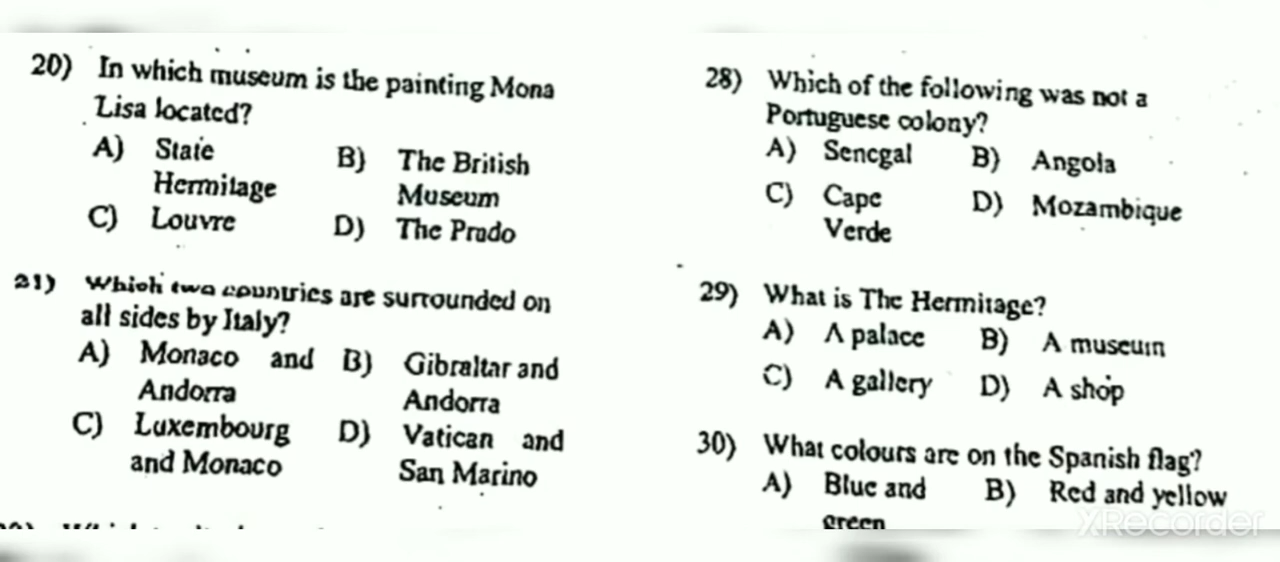 20) In which museum is the painting Mona
Lisa located?
A) State B) The British
Hermitage Museum
C) Louvre D) The Prado
21) Which two countries are surrounded on
all sides by Italy?
A) Monaco and B) Gibraltar and
Andorra Andorra
C) Luxembourg D) Vatican and
and Monaco San Marino
28) Which of the following was not a
Portuguese colony?
A) Senegal B) Angola
C) Cape D) Mozambique
Verde
29) What is The Hermitage?
A) A palace B) A museum
C) A gallery D) A shop
30) What colours are on the Spanish flag?
A) Blue and B) Red and yellow
green
XRecorder